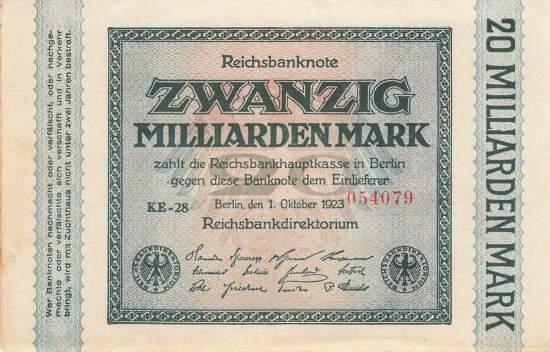 Wer Banknoten nachmacht oder verfälscht, oder nachge-
machte oder verfälschte sich verschafft und in Verkehr
bringt, wird mit Zuchthaus nicht unter zwei Jahren bestraft.
Reichsbanknote
ZWANZIG
MILLIARDEN MARK
zahlt die Reichsbankhauptkasse in Berlin
gegen diese Banknote dem Einlieferer
KE-28 Berlin, den 1. Oktober 1923 054079
Reichsbankdirektorium
REICHSBANKDIREKTORIUM
REICHSBANKDIREKTORIUM
20 MILLIARDEN MARK